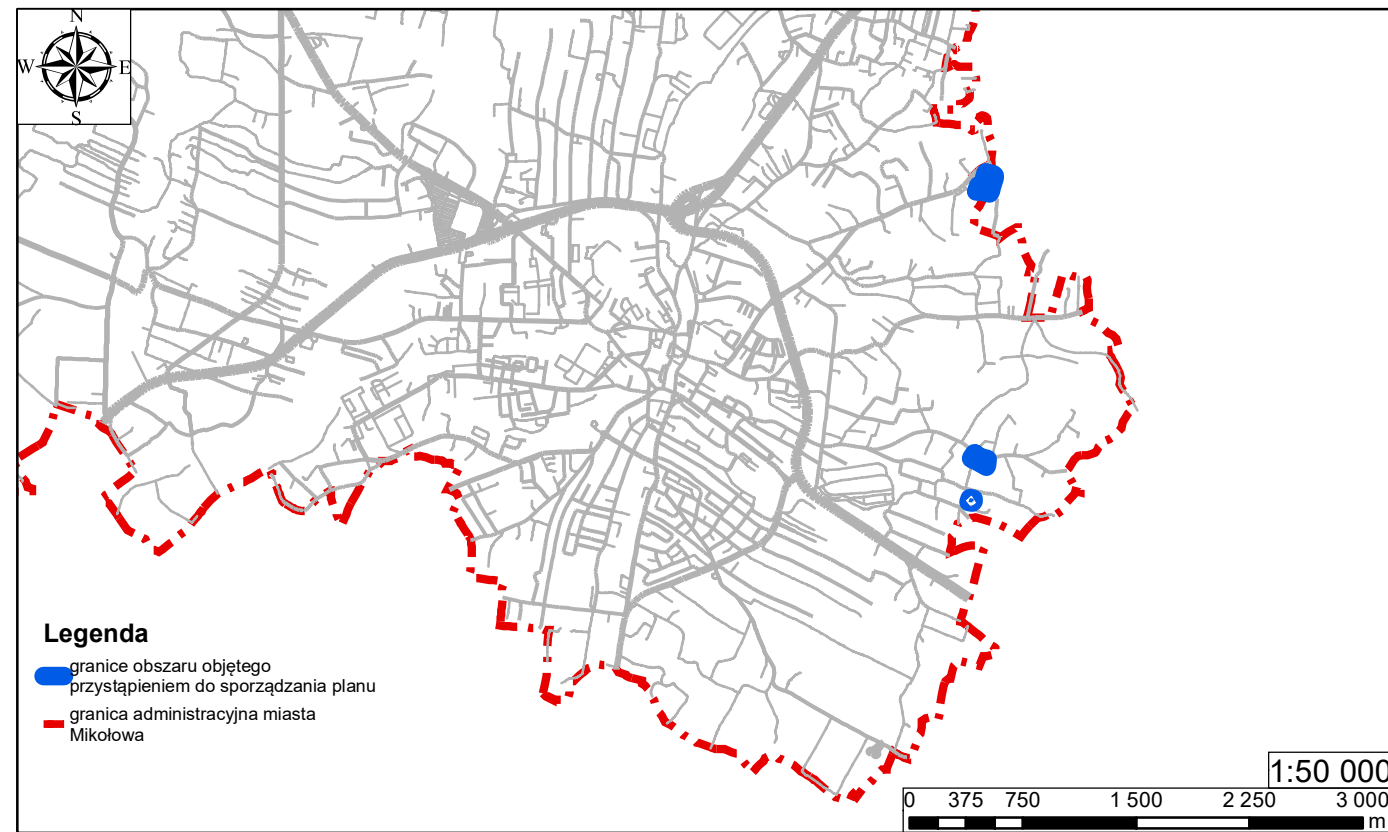 N
W E
S
Legenda
granice obszaru objętego
przystąpieniem do sporządzania planu
granica administracyjna miasta
Mikołowa
1:50 000
0 375 750 1 500 2 250 3 000
m